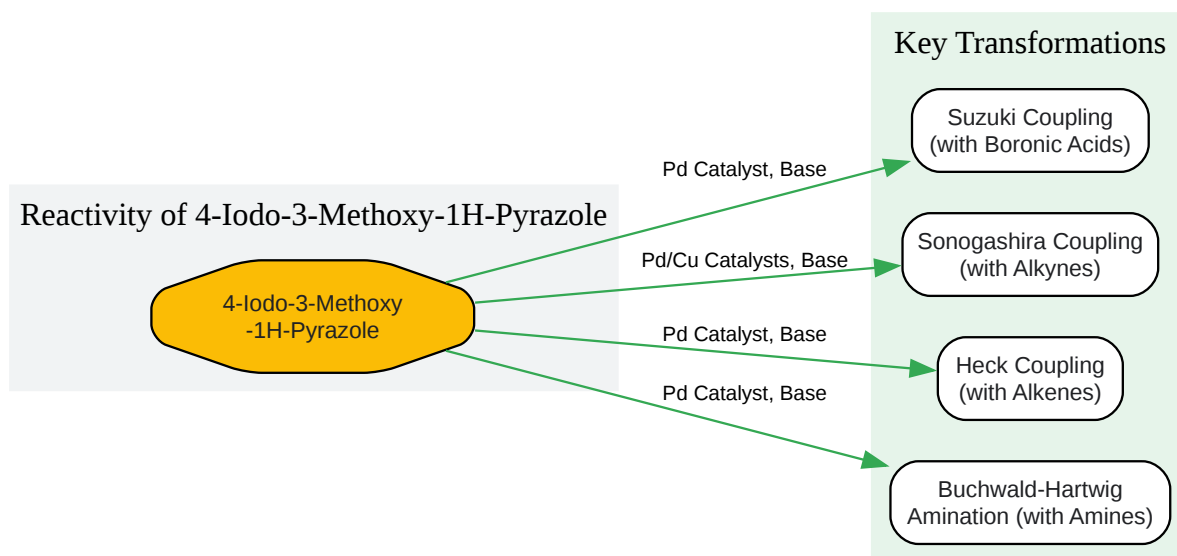 Key Transformations
Suzuki Coupling
(with Boronic Acids)
Pd Catalyst, Base
Reactivity of 4-Iodo-3-Methoxy-1H-Pyrazole
Sonogashira Coupling
(with Alkynes)
Pd/Cu Catalysts, Base
4-Iodo-3-Methoxy
-1H-Pyrazole
Pd Catalyst, Base
Heck Coupling
(with Alkenes)
Pd Catalyst, Base
Buchwald-Hartwig
Amination (with Amines)